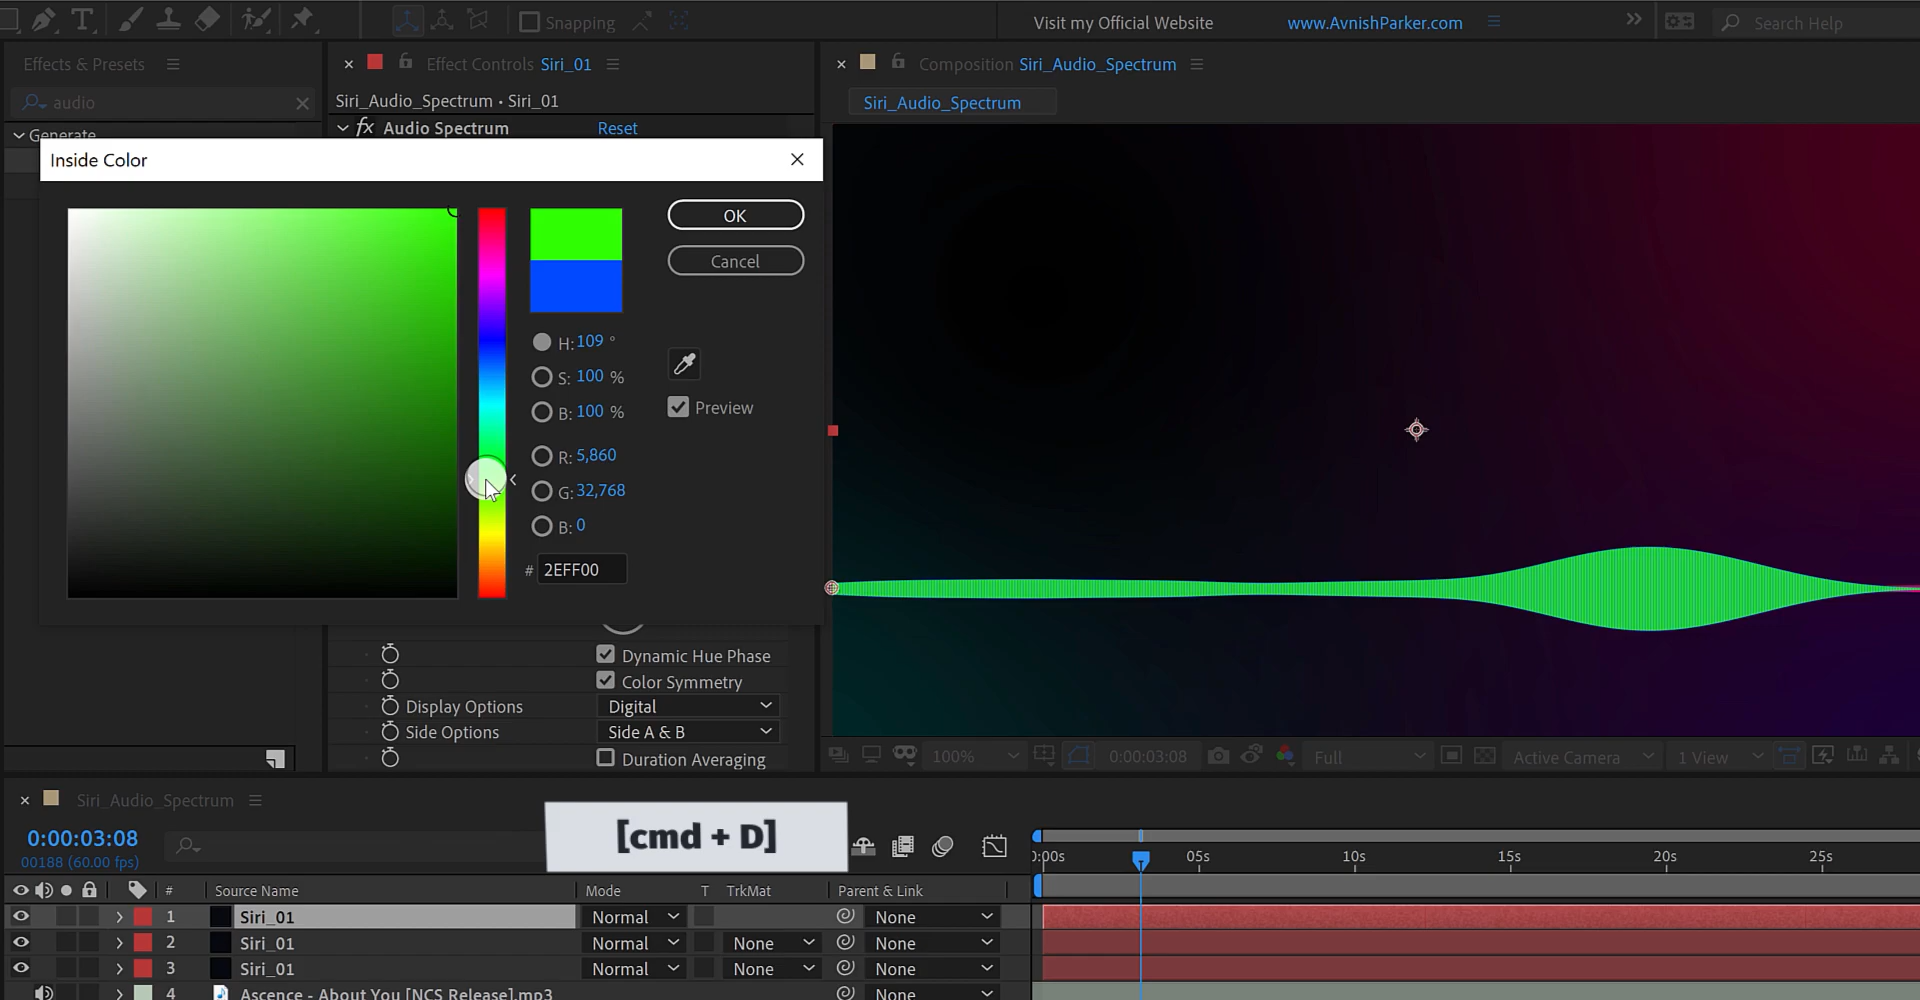 Snapping
Visit my Official Website
www.AvnishParker.com
Search Help
Effects & Presets
Effect Controls Siri_01
Composition Siri_Audio_Spectrum
audio
Siri_Audio_Spectrum • Siri_01
Siri_Audio_Spectrum
Generate
fx Audio Spectrum
Reset
Inside Color
OK
Cancel
H: 109 °
S: 100 %
B: 100 %
Preview
R: 5,860
G: 32,768
B: 0
# 2EFF00
Dynamic Hue Phase
Color Symmetry
Display Options
Digital
Side Options
Side A & B
Duration Averaging
100%
0:00:03:08
Full
Active Camera
1 View
Siri_Audio_Spectrum
0:00:03:08
00188 (60.00 fps)
[cmd + D]
0:00s 05s 10s 15s 20s 25s
# Source Name Mode T TrkMat Parent & Link
1 Siri_01 Normal None
2 Siri_01 Normal None None
3 Siri_01 Normal None None
4 Ascence - About You [NCS Release].mp3 None